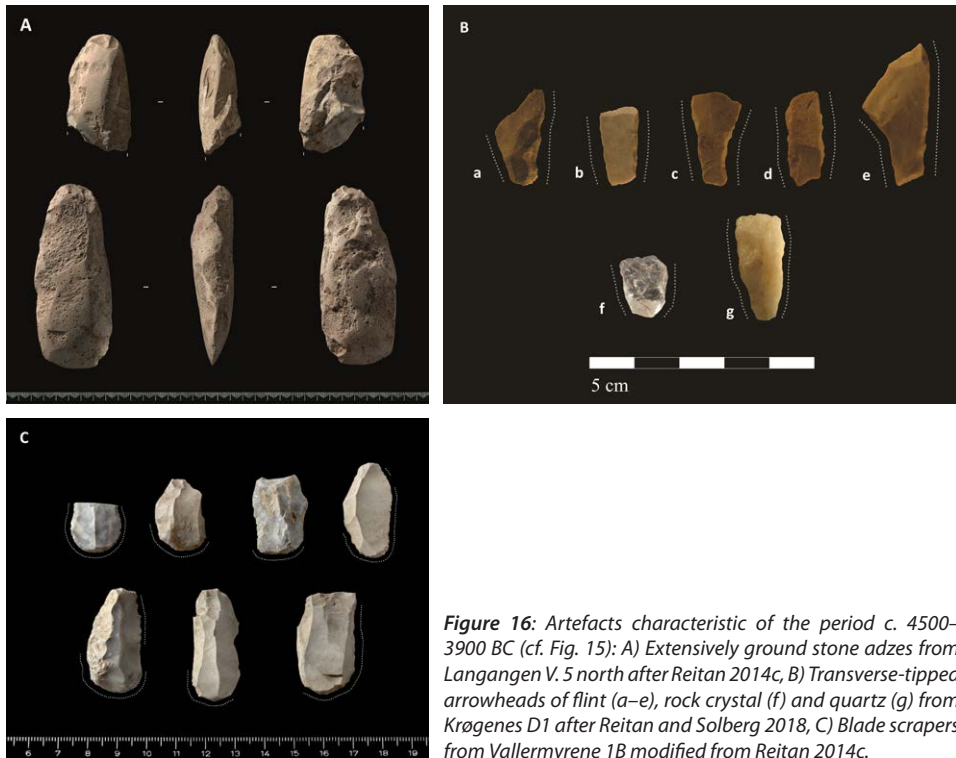 A
B
a
b
c
d
e
f
g
5 cm
C
6 7 8 9 10 11 12 13 14 15 16 17 18 19
Figure 16: Artefacts characteristic of the period c. 4500–
3900 BC (cf. Fig. 15): A) Extensively ground stone adzes from
Langangen V. 5 north after Reitan 2014c, B) Transverse-tipped
arrowheads of flint (a–e), rock crystal (f) and quartz (g) from
Krøgenes D1 after Reitan and Solberg 2018, C) Blade scrapers
from Vallermyrene 1B modified from Reitan 2014c.